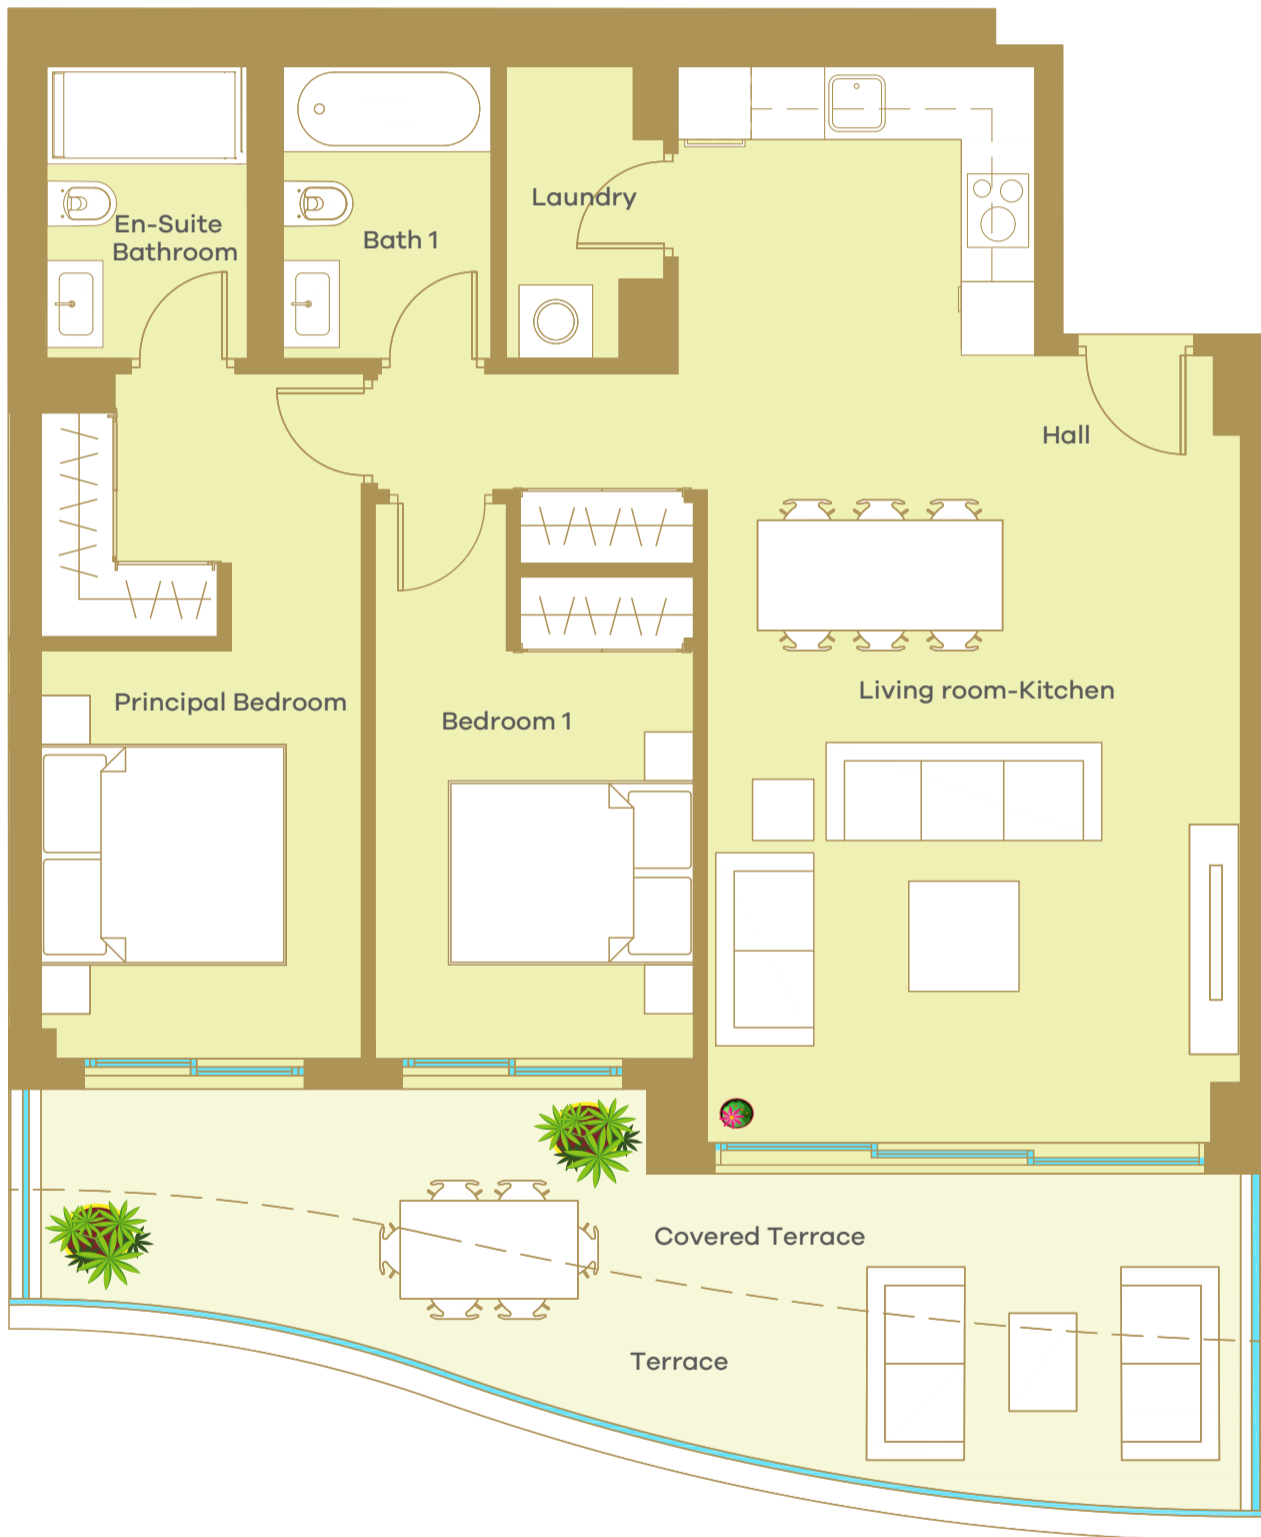 Laundry
En-Suite
Bathroom
Bath 1
Hall
Living room-Kitchen
Principal Bedroom
Bedroom 1
Covered Terrace
Terrace